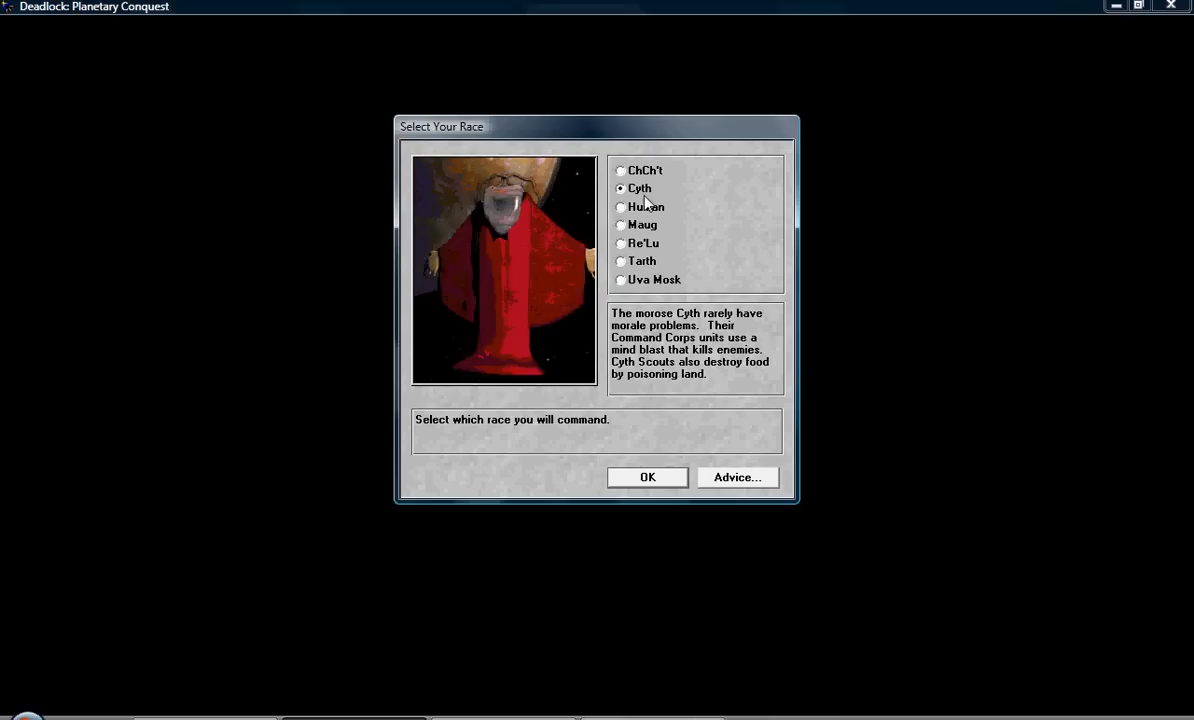 Deadlock: Planetary Conquest
Select Your Race
ChCh't
Cyth
Human
Maug
Re'Lu
Tarth
Uva Mosk
The morose Cyth rarely have
morale problems. Their
Command Corps units use a
mind blast that kills enemies.
Cyth Scouts also destroy food
by poisoning land.
Select which race you will command.
OK
Advice...